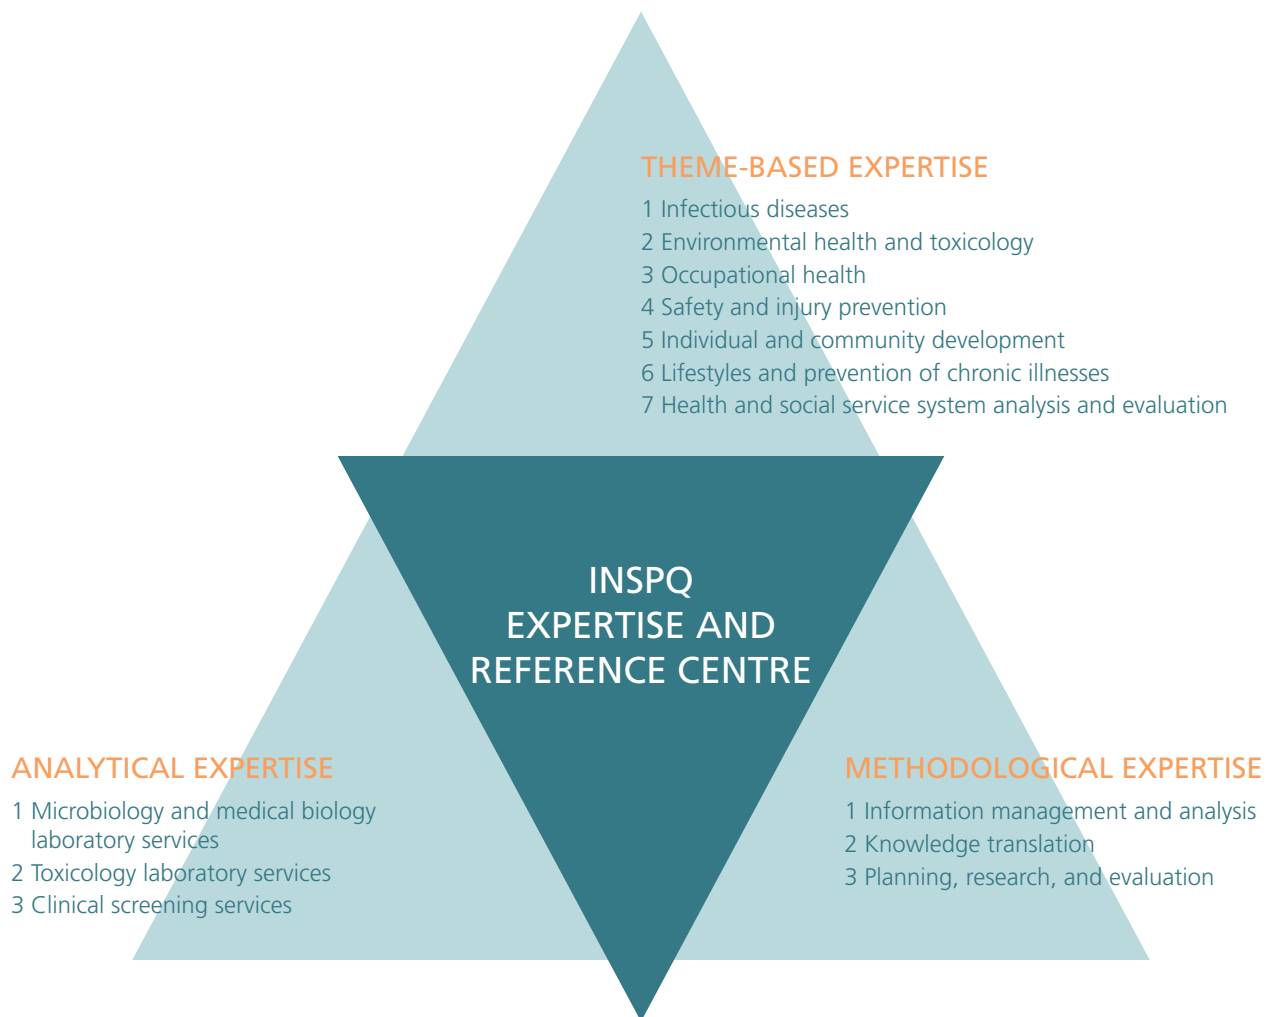 THEME-BASED EXPERTISE
1 Infectious diseases
2 Environmental health and toxicology
3 Occupational health
4 Safety and injury prevention
5 Individual and community development
6 Lifestyles and prevention of chronic illnesses
7 Health and social service system analysis and evaluation
INSPQ
EXPERTISE AND
REFERENCE CENTRE
ANALYTICAL EXPERTISE
1 Microbiology and medical biology
laboratory services
2 Toxicology laboratory services
3 Clinical screening services
METHODOLOGICAL EXPERTISE
1 Information management and analysis
2 Knowledge translation
3 Planning, research, and evaluation